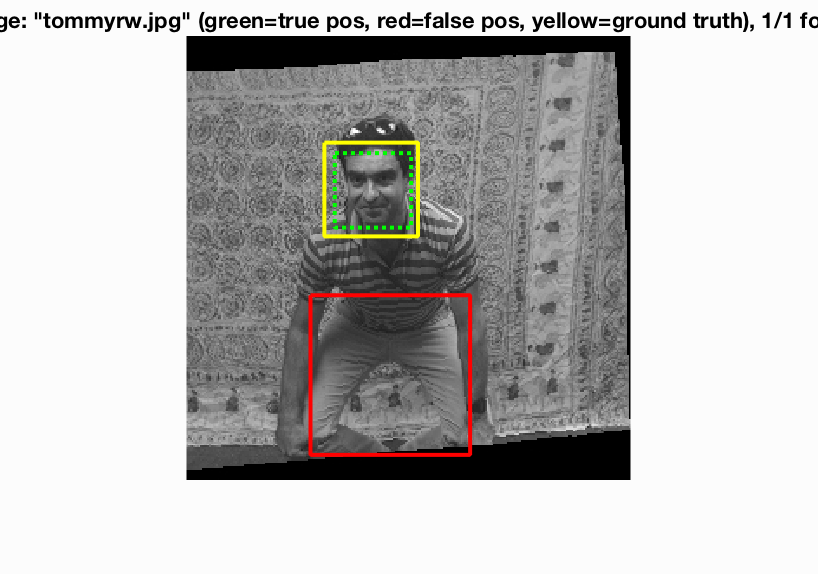 ge: "tommyrw.jpg" (green=true pos, red=false pos, yellow=ground truth), 1/1 fo